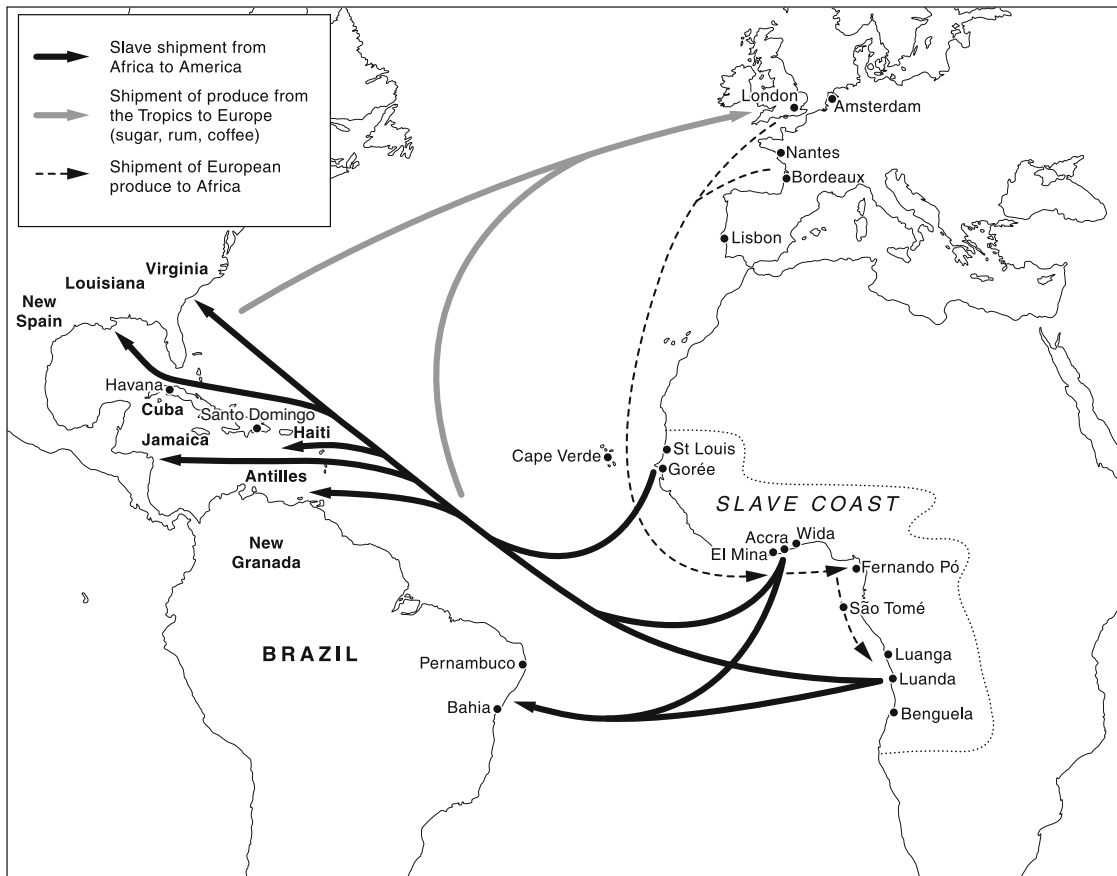 Slave shipment from
Africa to America
Shipment of produce from
the Tropics to Europe
(sugar, rum, coffee)
Shipment of European
produce to Africa
London
Amsterdam
Nantes
Bordeaux
Lisbon
Virginia
Louisiana
New
Spain
Havana
Cuba
Santo Domingo
Haiti
Jamaica
Antilles
New
Granada
Cape Verde
St Louis
Gorée
SLAVE COAST
Wida
Accra
El Mina
Fernando Pó
São Tomé
BRAZIL
Pernambuco
Bahia
Luanga
Luanda
Benguela